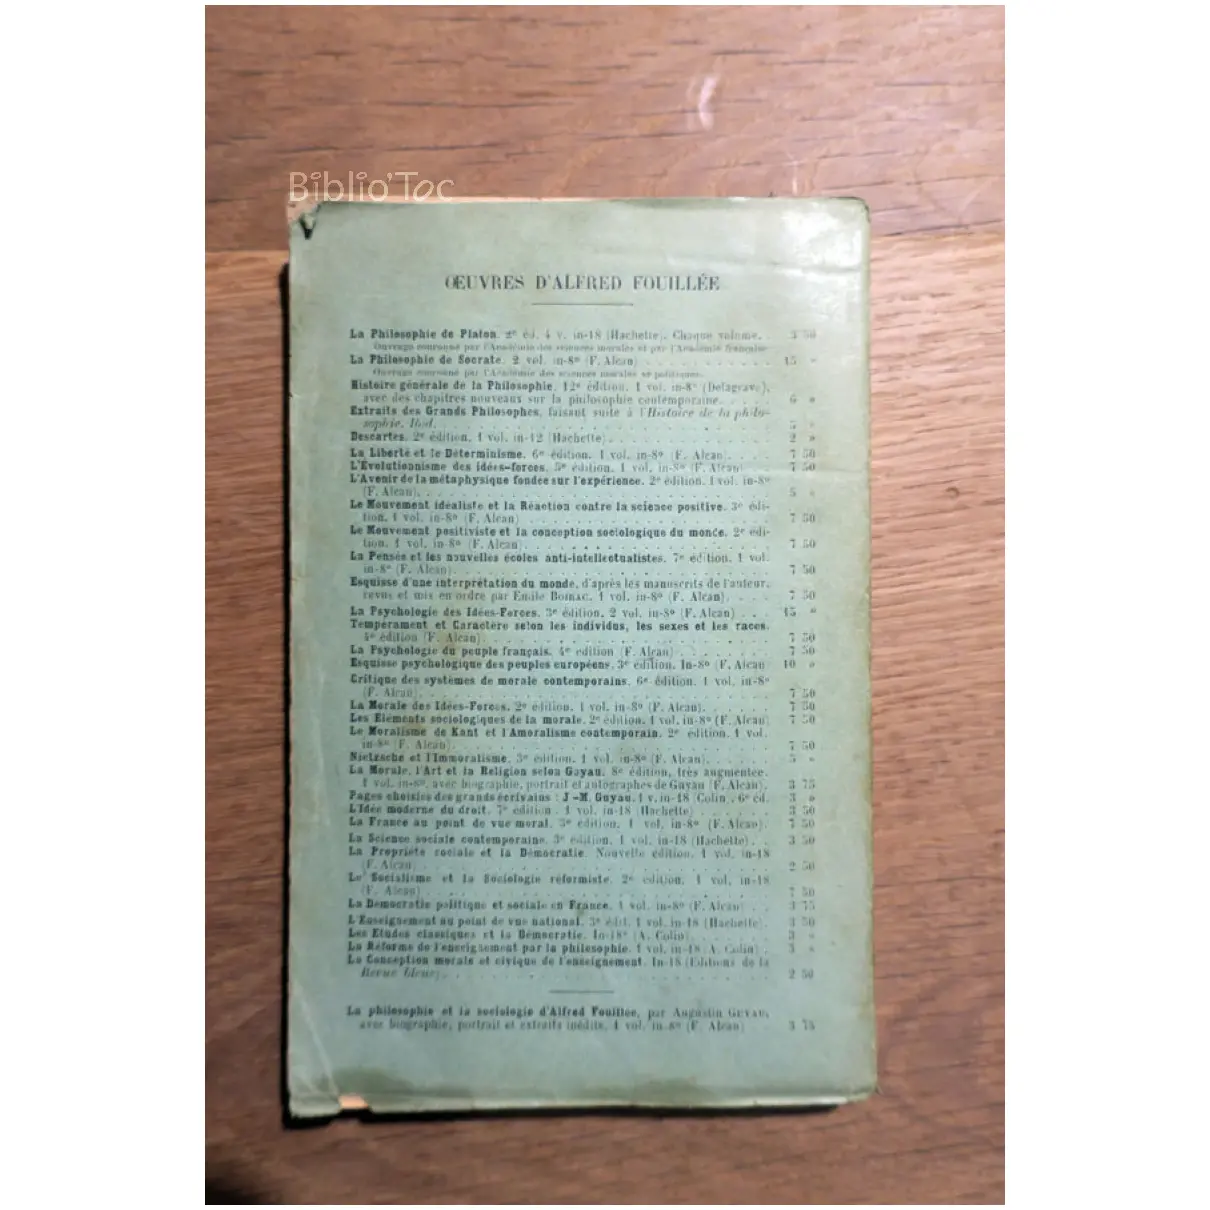 Biblio'Toc
ŒUVRES D'ALFRED FOUILLÉE
La Philosophie de Platon. 2e éd. 4 v. in-18 (Hachette). Chaque volume. 3 50
Ouvrage couronné par l'Académie des sciences morales et par l'Académie française
La Philosophie de Socrate. 2 vol. in-8o (F. Alcan) 15 »
Ouvrage couronné par l'Académie des sciences morales et politiques.
Histoire générale de la Philosophie. 12e édition. 1 vol. in-8o (Delagrave),
avec des chapitres nouveaux sur la philosophie contemporaine. 6 »
Extraits des Grands Philosophes, faisant suite à l'Histoire de la philo-
sophie. Ibid. 5 »
Descartes. 2e édition. 1 vol. in-12 (Hachette). 2 »
La Liberté et le Déterminisme. 6e édition. 1 vol. in-8o (F. Alcan). 7 50
L'Évolutionnisme des idées-forces. 5e édition. 1 vol. in-8o (F. Alcan) 7 50
L'Avenir de la métaphysique fondée sur l'expérience. 2e édition. 1 vol. in-8o
(F. Alcan). 5 »
Le Mouvement idéaliste et la Réaction contre la science positive. 3e édi-
tion. 1 vol. in-8o (F. Alcan) 7 50
Le Mouvement positiviste et la conception sociologique du monde. 2e édi-
tion. 1 vol. in-8o (F. Alcan). 7 50
La Pensée et les nouvelles écoles anti-intellectualistes. 7e édition. 1 vol.
in-8o (F. Alcan). 7 50
Esquisse d'une interprétation du monde, d'après les manuscrits de l'auteur,
revus et mis en ordre par Émile BOIRAC. 1 vol. in-8o (F. Alcan). 7 50
La Psychologie des Idées-Forces. 3e édition. 2 vol. in-8o (F. Alcan) 15 »
Tempérament et Caractère selon les individus, les sexes et les races.
4e édition (F. Alcan). 7 50
La Psychologie du peuple français. 4e édition (F. Alcan) 7 50
Esquisse psychologique des peuples européens. 3e édition. In-8o (F. Alcan) 10 »
Critique des systèmes de morale contemporains. 6e édition. 1 vol. in-8o
(F. Alcan). 7 50
La Morale des Idées-Forces. 2e édition. 1 vol. in-8o (F. Alcan). 7 50
Les Éléments sociologiques de la morale. 2e édition. 1 vol. in-8o (F. Alcan) 7 50
Le Moralisme de Kant et l'Amoralisme contemporain. 2e édition. 1 vol.
in-8o (F. Alcan). 7 50
Nietzsche et l'Immoralisme. 3e édition. 1 vol. in-8o (F. Alcan). 5 »
La Morale, l'Art et la Religion selon Guyau. 8e édition, très augmentée.
1 vol. in-8o, avec biographie, portrait et autographes de Guyau (F. Alcan). 3 75
Pages choisies des grands écrivains : J.-M. Guyau. 1 v. in-18 (Colin). 6e éd. 3 »
L'Idée moderne du droit. 7e édition. 1 vol. in-18 (Hachette) 3 50
La France au point de vue moral. 5e édition. 1 vol. in-8o (F. Alcan). 7 50
La Science sociale contemporaine. 3e édition. 1 vol. in-18 (Hachette). 3 50
La Propriété sociale et la Démocratie. Nouvelle édition. 1 vol. in-18
(F. Alcan). 2 50
Le Socialisme et la Sociologie réformiste. 2e édition. 1 vol. in-18
(F. Alcan) 7 50
La Démocratie politique et sociale en France. 1 vol. in-8o (F. Alcan) 3 75
L'Enseignement au point de vue national. 3e édit. 1 vol. in-18 (Hachette) 3 50
Les Études classiques et la Démocratie. In-18o (A. Colin). 3 »
La Réforme de l'enseignement par la philosophie. 1 vol. in-18 (A. Colin) 3 »
La Conception morale et civique de l'enseignement. In-18 (Éditions de la
Revue bleue). 2 50
La philosophie et la sociologie d'Alfred Fouillée, par Augustin GUYAU,
avec biographie, portrait et extraits inédits. 1 vol. in-8o (F. Alcan) 3 75